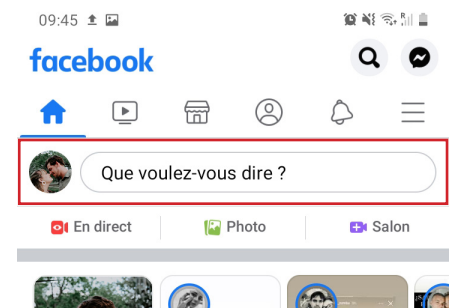 09:45
facebook
Que voulez-vous dire ?
En direct
Photo
Salon